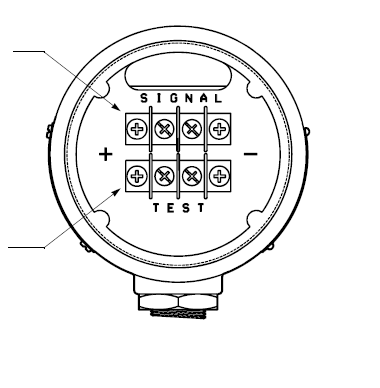 SIGNAL
+ −
TEST